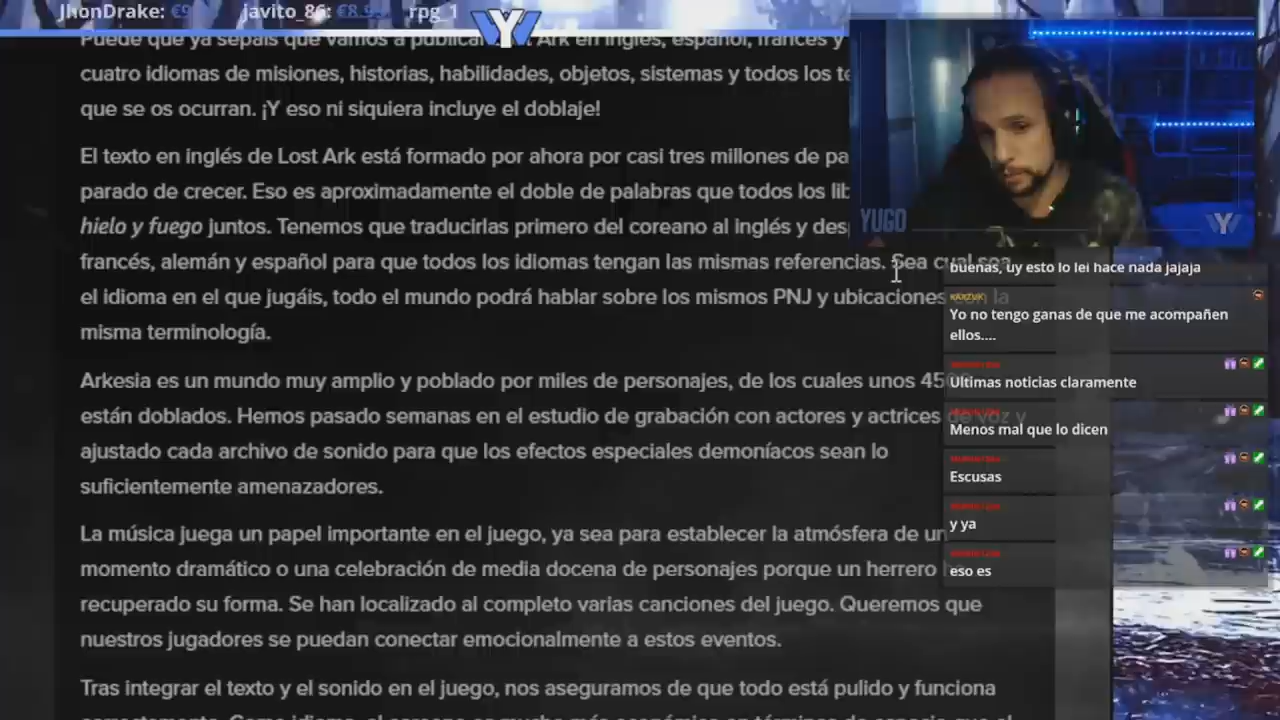 JhonDrake: €9
javito_86: €8.9
rpg_1
Puede que ya sepáis que vamos a publicar Ark en inglés, español, francés y
cuatro idiomas de misiones, historias, habilidades, objetos, sistemas y todos los
que se os ocurran. ¡Y eso ni siquiera incluye el doblaje!
El texto en inglés de Lost Ark está formado por ahora por casi tres millones de
parado de crecer. Eso es aproximadamente el doble de palabras que todos los
hielo y fuego juntos. Tenemos que traducirlas primero del coreano al inglés y
francés, alemán y español para que todos los idiomas tengan las mismas referencias. Sea cual sea
el idioma en el que jugáis, todo el mundo podrá hablar sobre los mismos PNJ y ubicaciones con la
misma terminología.
Arkesia es un mundo muy amplio y poblado por miles de personajes, de los cuales unos
están doblados. Hemos pasado semanas en el estudio de grabación con actores y actrices de voz y
ajustado cada archivo de sonido para que los efectos especiales demoníacos sean lo
suficientemente amenazadores.
La música juega un papel importante en el juego, ya sea para establecer la atmósfera de un
momento dramático o una celebración de media docena de personajes porque un herrero
recuperado su forma. Se han localizado al completo varias canciones del juego. Queremos que
nuestros jugadores se puedan conectar emocionalmente a estos eventos.
Tras integrar el texto y el sonido en el juego, nos aseguramos de que todo está pulido y funciona
YUGO
buenas, uy esto lo lei hace nada jajaja
Yo no tengo ganas de que me acompañen
ellos....
Ultimas noticias claramente
Menos mal que lo dicen
Escusas
y ya
eso es